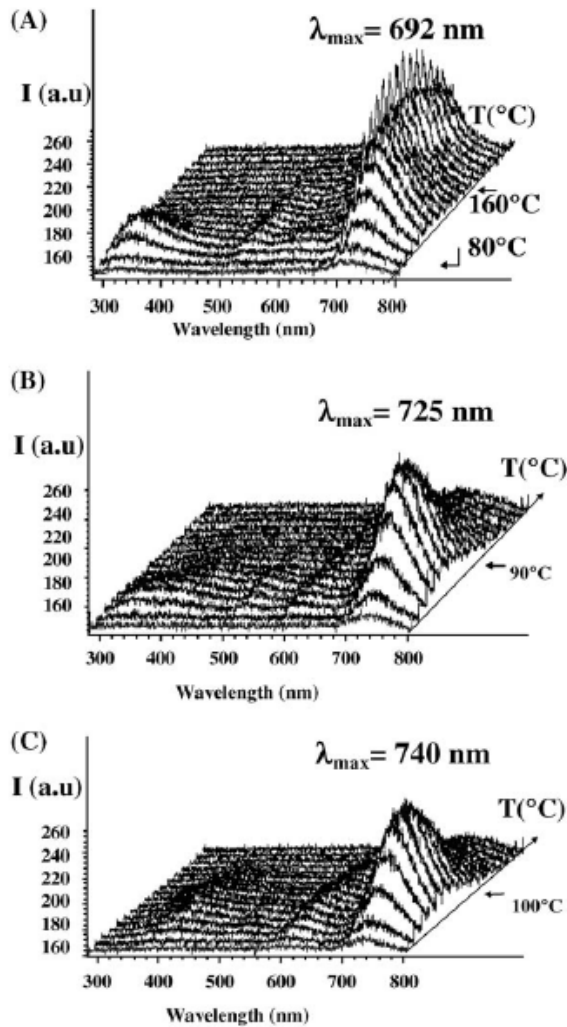 (A)
λmax= 692 nm
I (a.u)
T(°C)
260
240
220
200
180
160
160°C
80°C
300 400 500 600 700 800
Wavelength (nm)
(B)
λmax= 725 nm
I (a.u)
T(°C)
260
240
220
200
180
160
90°C
300 400 500 600 700 800
Wavelength (nm)
(C)
λmax= 740 nm
I (a.u)
T(°C)
260
240
220
200
180
160
100°C
300 400 500 600 700 800
Wavelength (nm)